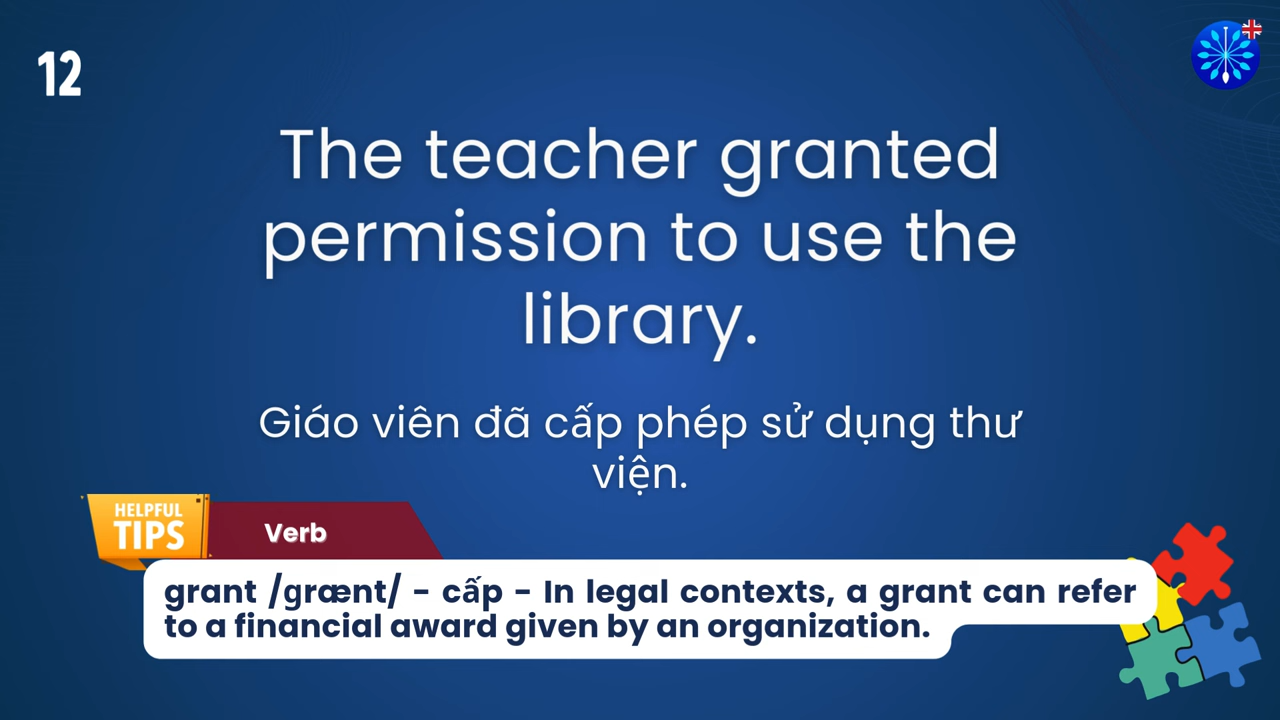 12
The teacher granted
permission to use the
library.
Giáo viên đã cấp phép sử dụng thư
viện.
HELPFUL
TIPS
Verb
grant /grænt/ - cấp - In legal contexts, a grant can refer
to a financial award given by an organization.